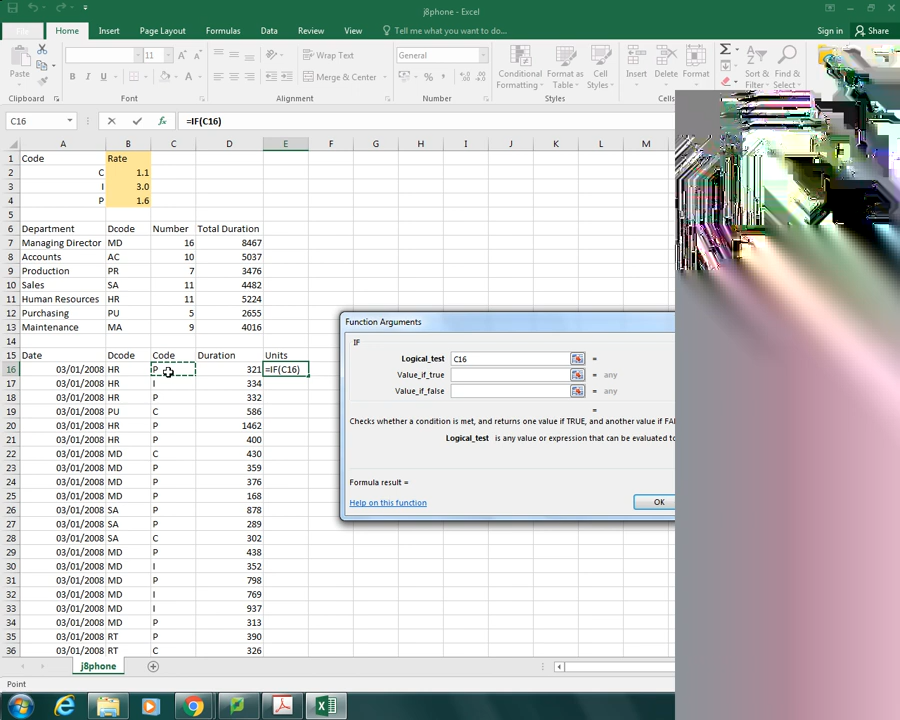 j8phone - Excel
File Home Insert Page Layout Formulas Data Review View Tell me what you want to do... Sign in Share
Paste 11 Wrap Text General Conditional Format as Cell Insert Delete Format Sort & Find &
B I U Merge & Center % , Formatting Table Styles Filter Select
Clipboard Font Alignment Number Styles Cells
C16 fx =IF(C16)
A B C D E F G H I J K L M
1 Code Rate
2 C 1.1
3 I 3.0
4 P 1.6
5
6 Department Dcode Number Total Duration
7 Managing Director MD 16 8467
8 Accounts AC 10 5037
9 Production PR 7 3476
10 Sales SA 11 4482
11 Human Resources HR 11 5224
12 Purchasing PU 5 2655
13 Maintenance MA 9 4016
14
15 Date Dcode Code Duration Units
16 03/01/2008 HR P 321 =IF(C16)
17 03/01/2008 HR I 334
18 03/01/2008 HR P 332
19 03/01/2008 PU C 586
20 03/01/2008 HR P 1462
21 03/01/2008 HR P 400
22 03/01/2008 MD C 430
23 03/01/2008 MD P 359
24 03/01/2008 MD P 376
25 03/01/2008 MD P 168
26 03/01/2008 SA P 878
27 03/01/2008 SA P 289
28 03/01/2008 SA C 302
29 03/01/2008 MD P 438
30 03/01/2008 MD I 352
31 03/01/2008 MD P 798
32 03/01/2008 MD I 769
33 03/01/2008 MD I 937
34 03/01/2008 MD P 313
35 03/01/2008 RT P 390
36 03/01/2008 RT C 326
Function Arguments
IF
Logical_test C16 =
Value_if_true = any
Value_if_false = any
=
Checks whether a condition is met, and returns one value if TRUE, and another value if FAL
Logical_test is any value or expression that can be evaluated to
Formula result =
Help on this function OK
j8phone
Point